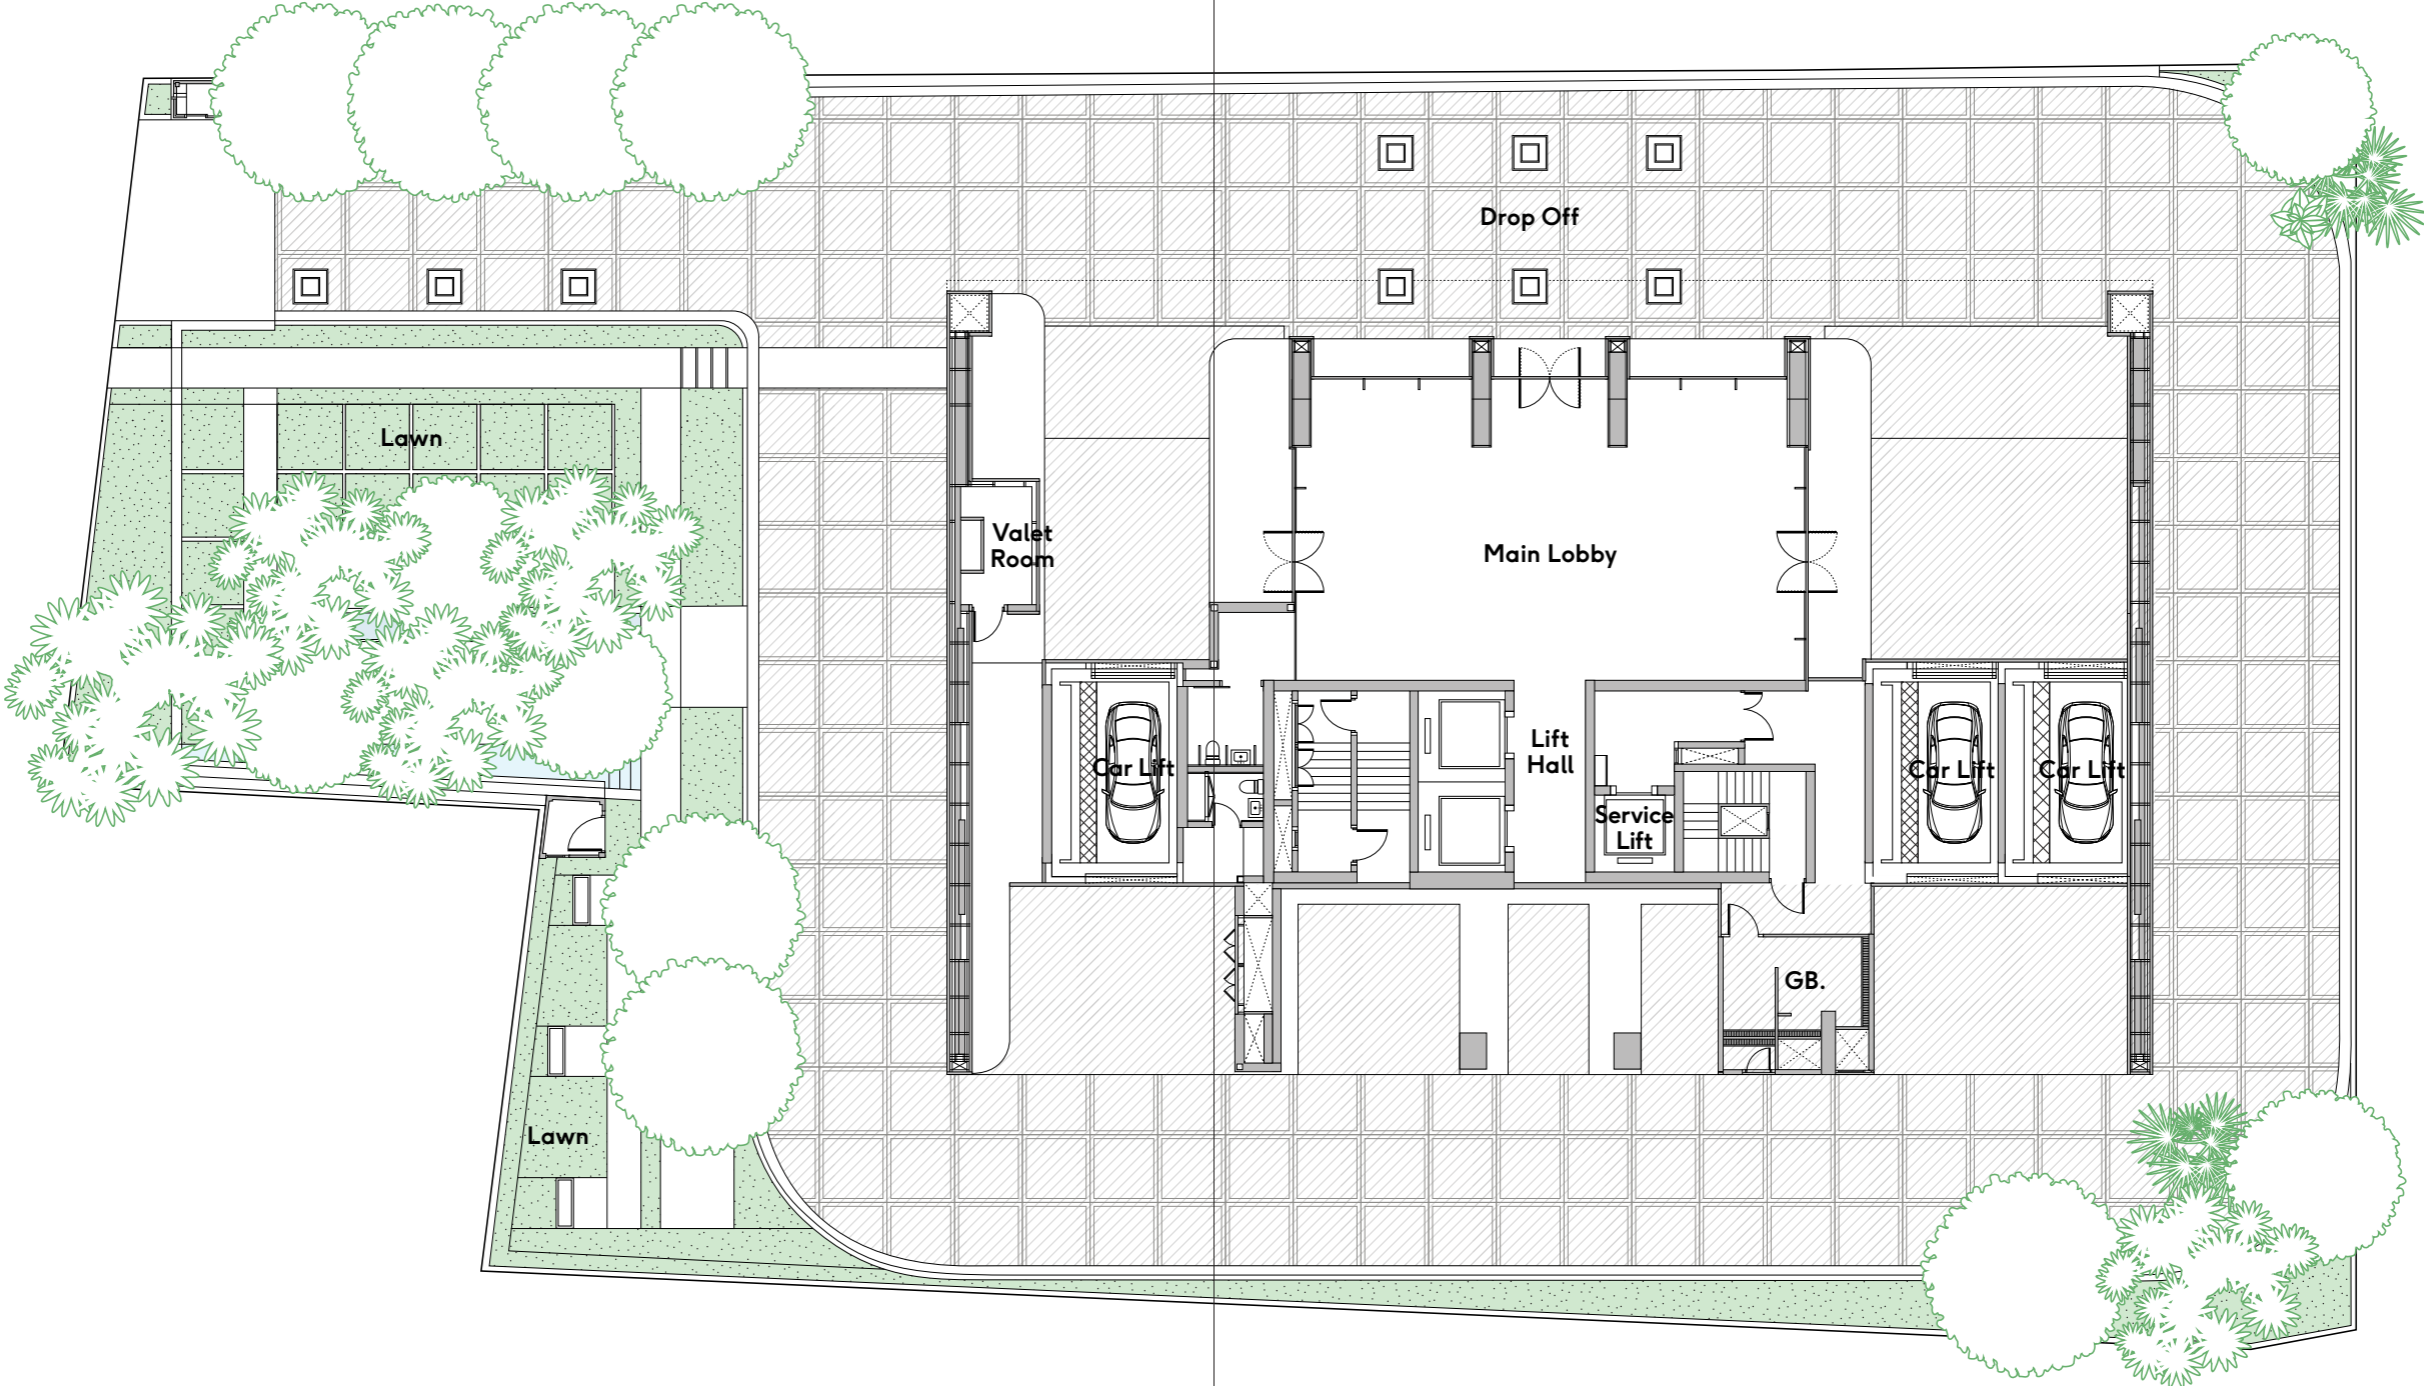 Drop Off
Lawn
Valet
Room
Main Lobby
Lift
Hall
Car Lift
Car Lift
Car Lift
Service
Lift
GB.
Lawn